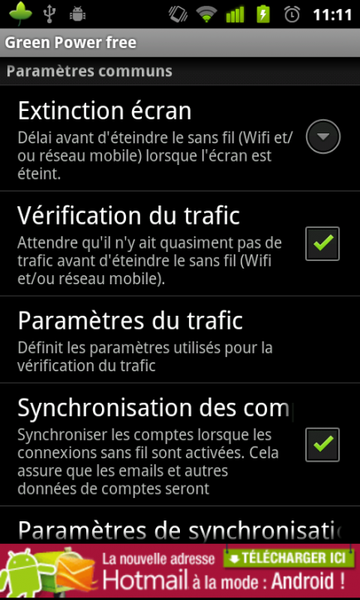 11:11
Green Power free
Paramètres communs
Extinction écran
Délai avant d'éteindre le sans fil (Wifi et/
ou réseau mobile) lorsque l'écran est
éteint.
Vérification du trafic
Attendre qu'il n'y ait quasiment pas de
trafic avant d'éteindre le sans fil (Wifi
et/ou réseau mobile).
Paramètres du trafic
Définit les paramètres utilisés pour la
vérification du trafic
Synchronisation des com
Synchroniser les comptes lorsque les
connexions sans fil sont activées. Cela
assure que les emails et autres
données de comptes seront
Paramètres de synchronisati
La nouvelle adresse
TÉLÉCHARGER ICI
Hotmail à la mode : Android !